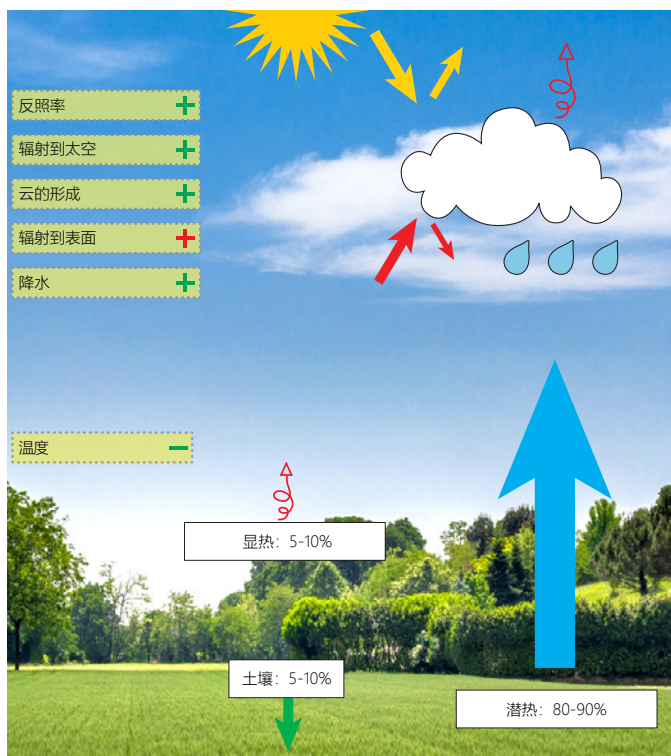 反照率
辐射到太空
云的形成
辐射到表面
降水
温度
显热：5-10%
土壤：5-10%
潜热：80-90%